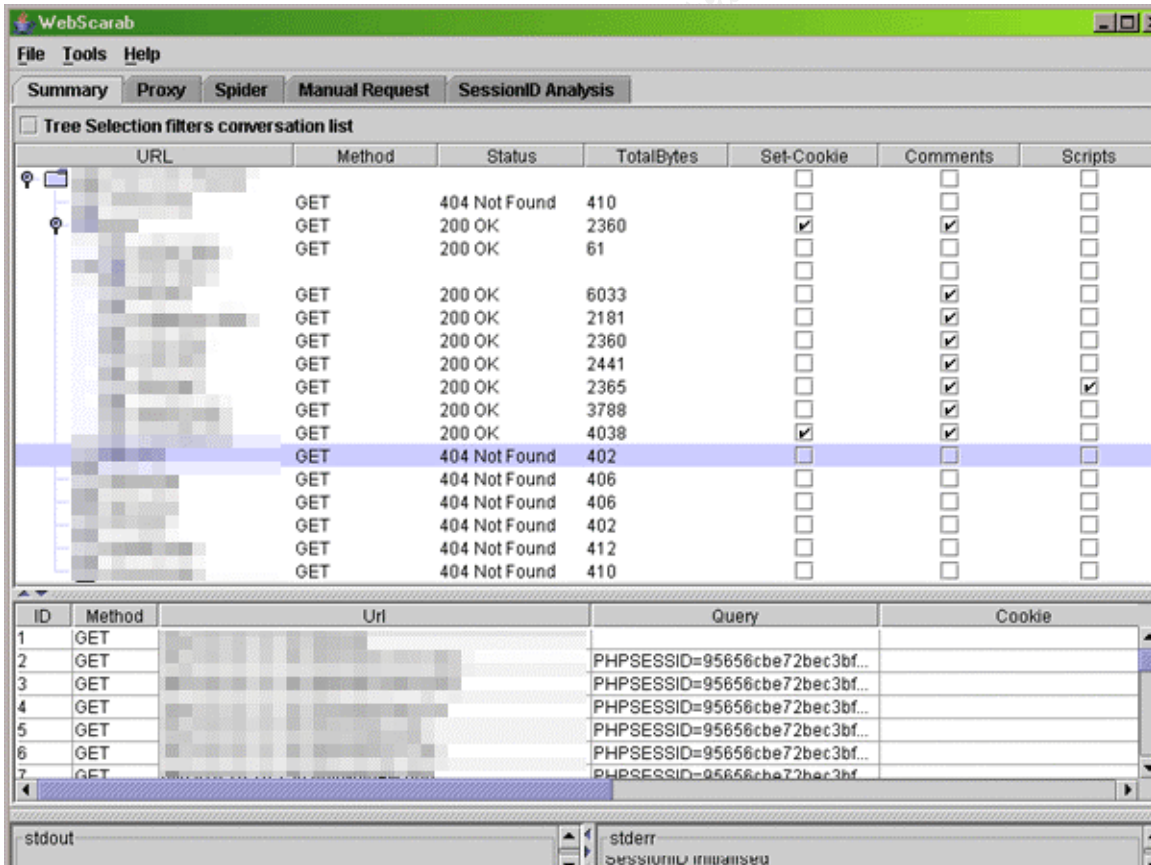 WebScarab
File Tools Help
Summary Proxy Spider Manual Request SessionID Analysis
Tree Selection filters conversation list
URL Method Status TotalBytes Set-Cookie Comments Scripts
GET 404 Not Found 410
GET 200 OK 2360
GET 200 OK 61
GET 200 OK 6033
GET 200 OK 2181
GET 200 OK 2360
GET 200 OK 2441
GET 200 OK 2365
GET 200 OK 3788
GET 200 OK 4038
GET 404 Not Found 402
GET 404 Not Found 406
GET 404 Not Found 406
GET 404 Not Found 402
GET 404 Not Found 412
GET 404 Not Found 410
ID Method Url Query Cookie
1 GET
2 GET PHPSESSID=95656cbe72bec3bf...
3 GET PHPSESSID=95656cbe72bec3bf...
4 GET PHPSESSID=95656cbe72bec3bf...
5 GET PHPSESSID=95656cbe72bec3bf...
6 GET PHPSESSID=95656cbe72bec3bf...
7 GET PHPSESSID=95656cbe72bec3bf
stdout stderr
SessionID initialised